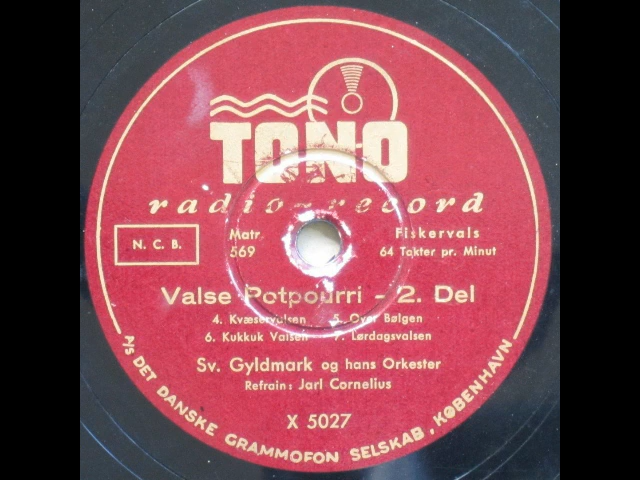 TONO
radio-record
N. C. B.
Matr. Fiskervals
569 64 Takter pr. Minut
Valse Potpourri - 2. Del
4. Kvæservalsen 5. Over Bølgen
6. Kukkuk Valsen 7. Lørdagsvalsen
Sv. Gyldmark og hans Orkester
Refrain: Jarl Cornelius
X 5027
P/S DET DANSKE GRAMMOFON SELSKAB, KØBENHAVN